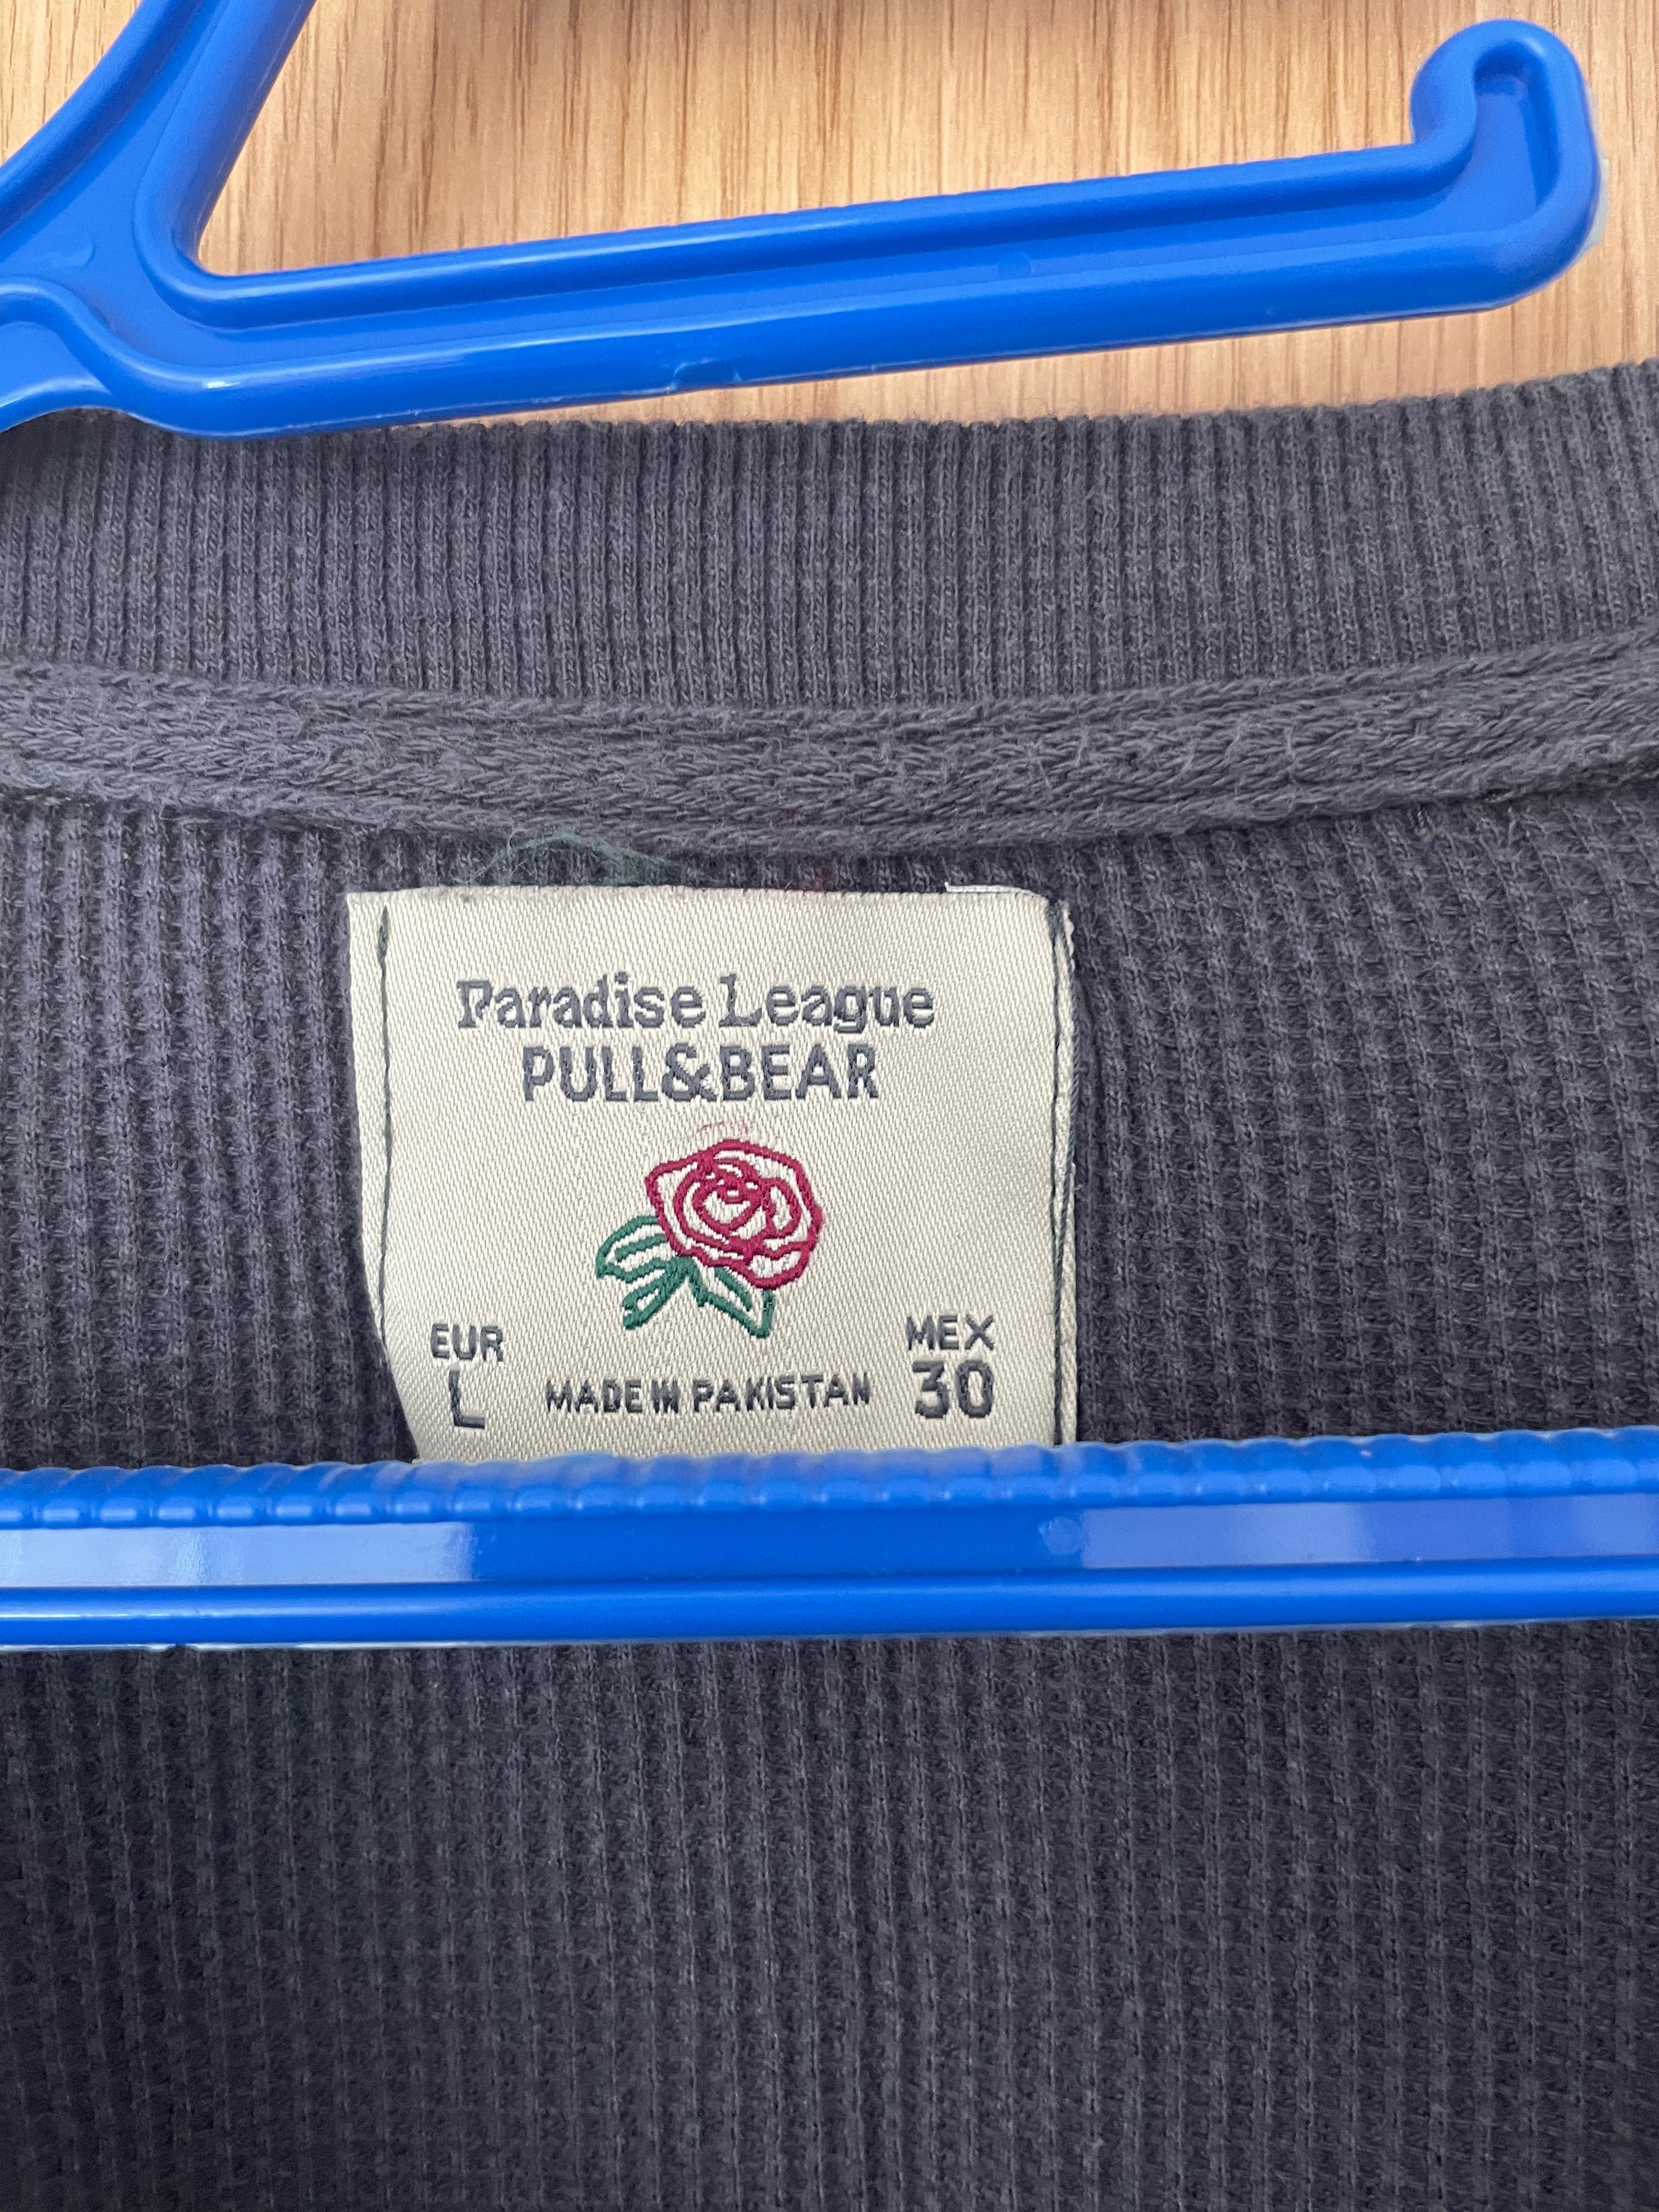 Paradise League
PULL&BEAR
EUR
L
MADE IN PAKISTAN
MEX
30